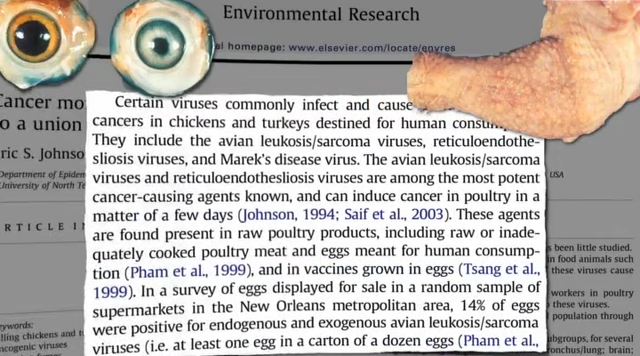 Environmental Research
homepage: www.elsevier.com/locate/envres
Cancer mo
o a union
ric S. Johnso
Department of Epidem
University of North Te
USA
ARTICLE IN
Certain viruses commonly infect and cause
cancers in chickens and turkeys destined for human
They include the avian leukosis/sarcoma viruses, reticuloendothe-
sliosis viruses, and Marek's disease virus. The avian leukosis/sarcoma
viruses and reticuloendothesliosis viruses are among the most potent
cancer-causing agents known, and can induce cancer in poultry in a
matter of a few days (Johnson, 1994; Saif et al., 2003). These agents
are found present in raw poultry products, including raw or inade-
quately cooked poultry meat and eggs meant for human consump-
tion (Pham et al., 1999), and in vaccines grown in eggs (Tsang et al.,
1999). In a survey of eggs displayed for sale in a random sample of
supermarkets in the New Orleans metropolitan area, 14% of eggs
were positive for endogenous and exogenous avian leukosis/sarcoma
viruses (i.e. at least one egg in a carton of a dozen eggs (Pham et al.,
s been little studied.
n food animals such
these viruses cause
workers in poultry
these viruses.
population through
ubgroups, for several
ronchus/lung; brain;
eywords:
lling chickens and t
ncogenic viruses